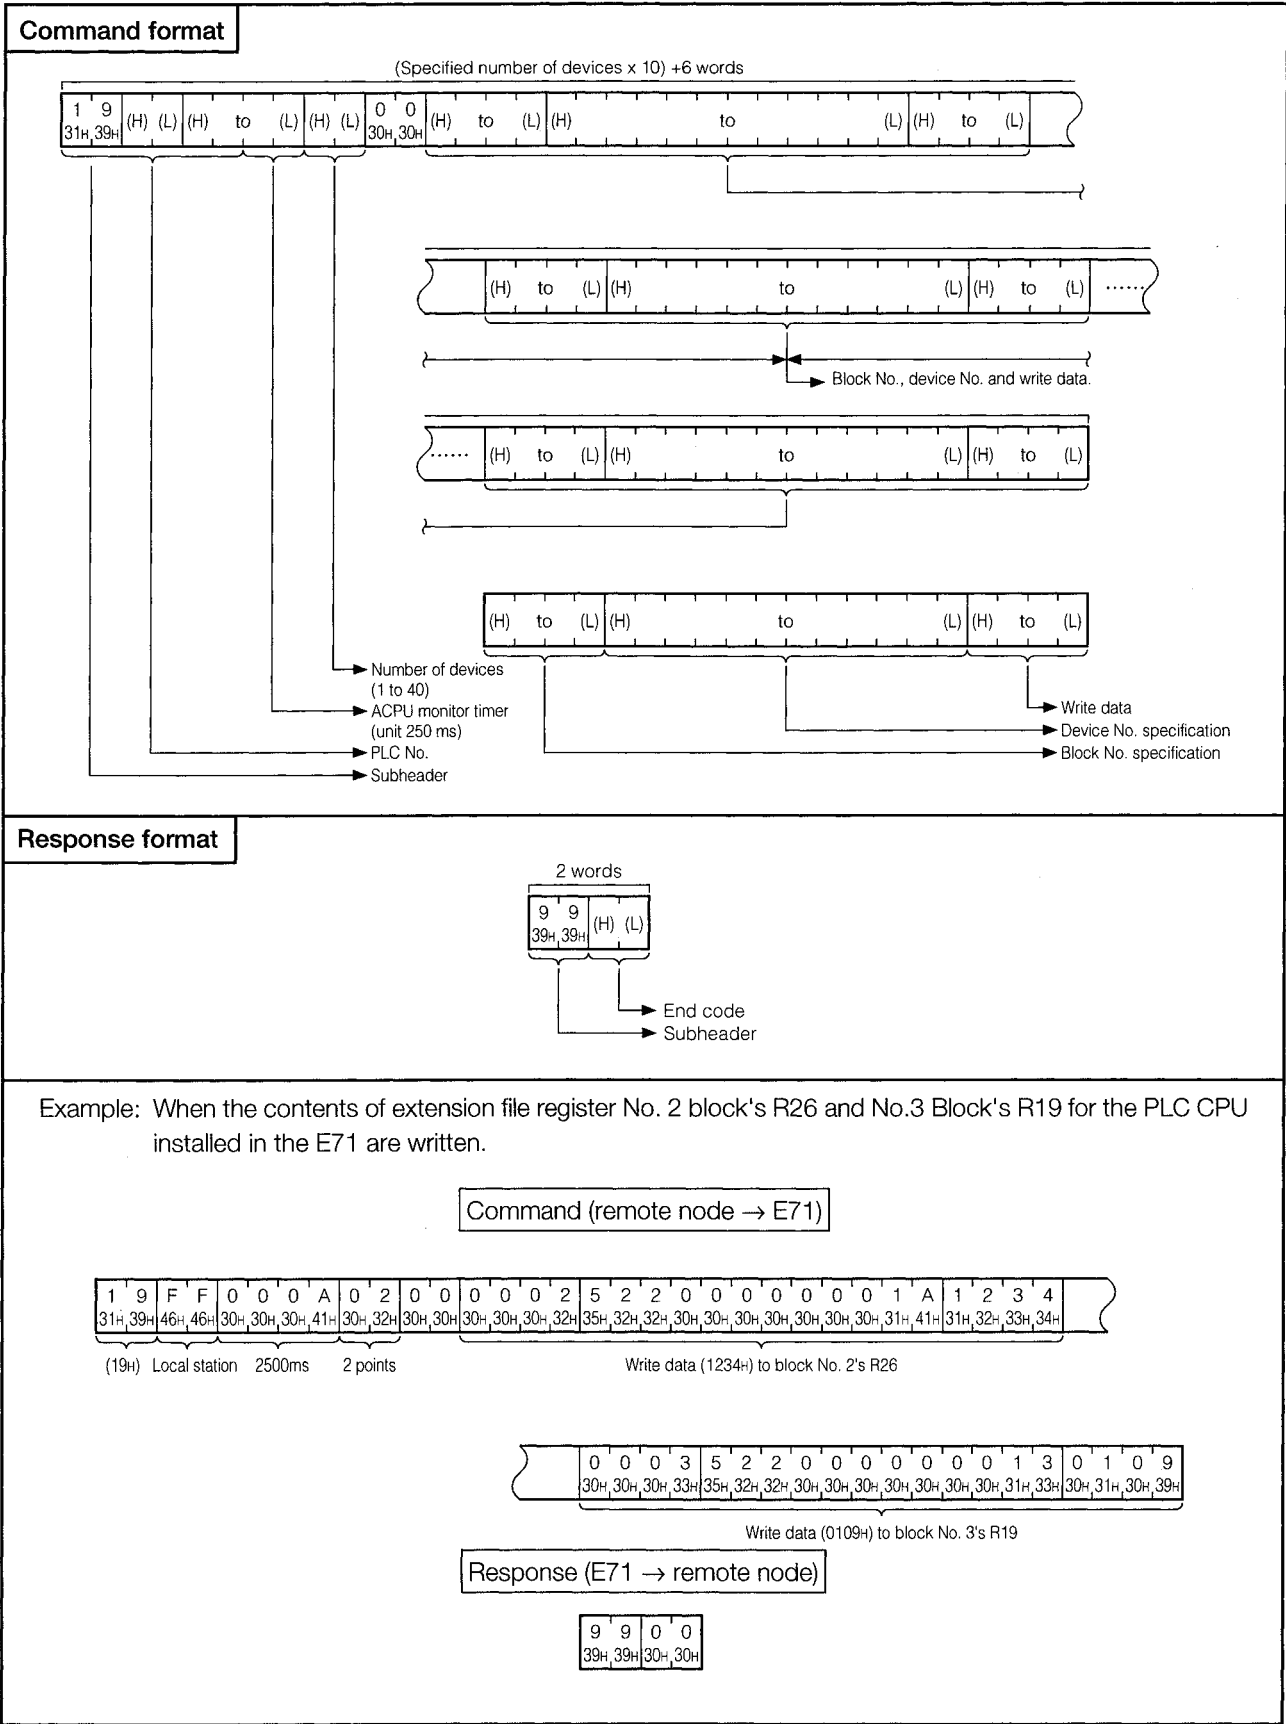 Command format
(Specified number of devices x 10) +6 words
1 9 (H) (L) (H) to (L) (H) (L) 0 0 (H) to (L) (H) to (L) (H) to (L)
31H 39H 30H 30H
(H) to (L) (H) to (L) (H) to (L) ······
Block No., device No. and write data.
······ (H) to (L) (H) to (L) (H) to (L)
(H) to (L) (H) to (L) (H) to (L)
Number of devices
(1 to 40)
ACPU monitor timer
(unit 250 ms)
PLC No.
Subheader
Write data
Device No. specification
Block No. specification
Response format
2 words
9 9 (H) (L)
39H 39H
End code
Subheader
Example: When the contents of extension file register No. 2 block's R26 and No.3 Block's R19 for the PLC CPU
installed in the E71 are written.
Command (remote node → E71)
1 9 F F 0 0 0 A 0 2 0 0 0 0 0 2 5 2 2 0 0 0 0 0 0 0 1 A 1 2 3 4
31H 39H 46H 46H 30H 30H 30H 41H 30H 32H 30H 30H 30H 30H 30H 32H 35H 32H 32H 30H 30H 30H 30H 30H 30H 30H 31H 41H 31H 32H 33H 34H
(19H) Local station 2500ms 2 points Write data (1234H) to block No. 2's R26
0 0 0 3 5 2 2 0 0 0 0 0 0 0 1 3 0 1 0 9
30H 30H 30H 33H 35H 32H 32H 30H 30H 30H 30H 30H 30H 30H 31H 33H 30H 31H 30H 39H
Write data (0109H) to block No. 3's R19
Response (E71 → remote node)
9 9 0 0
39H 39H 30H 30H